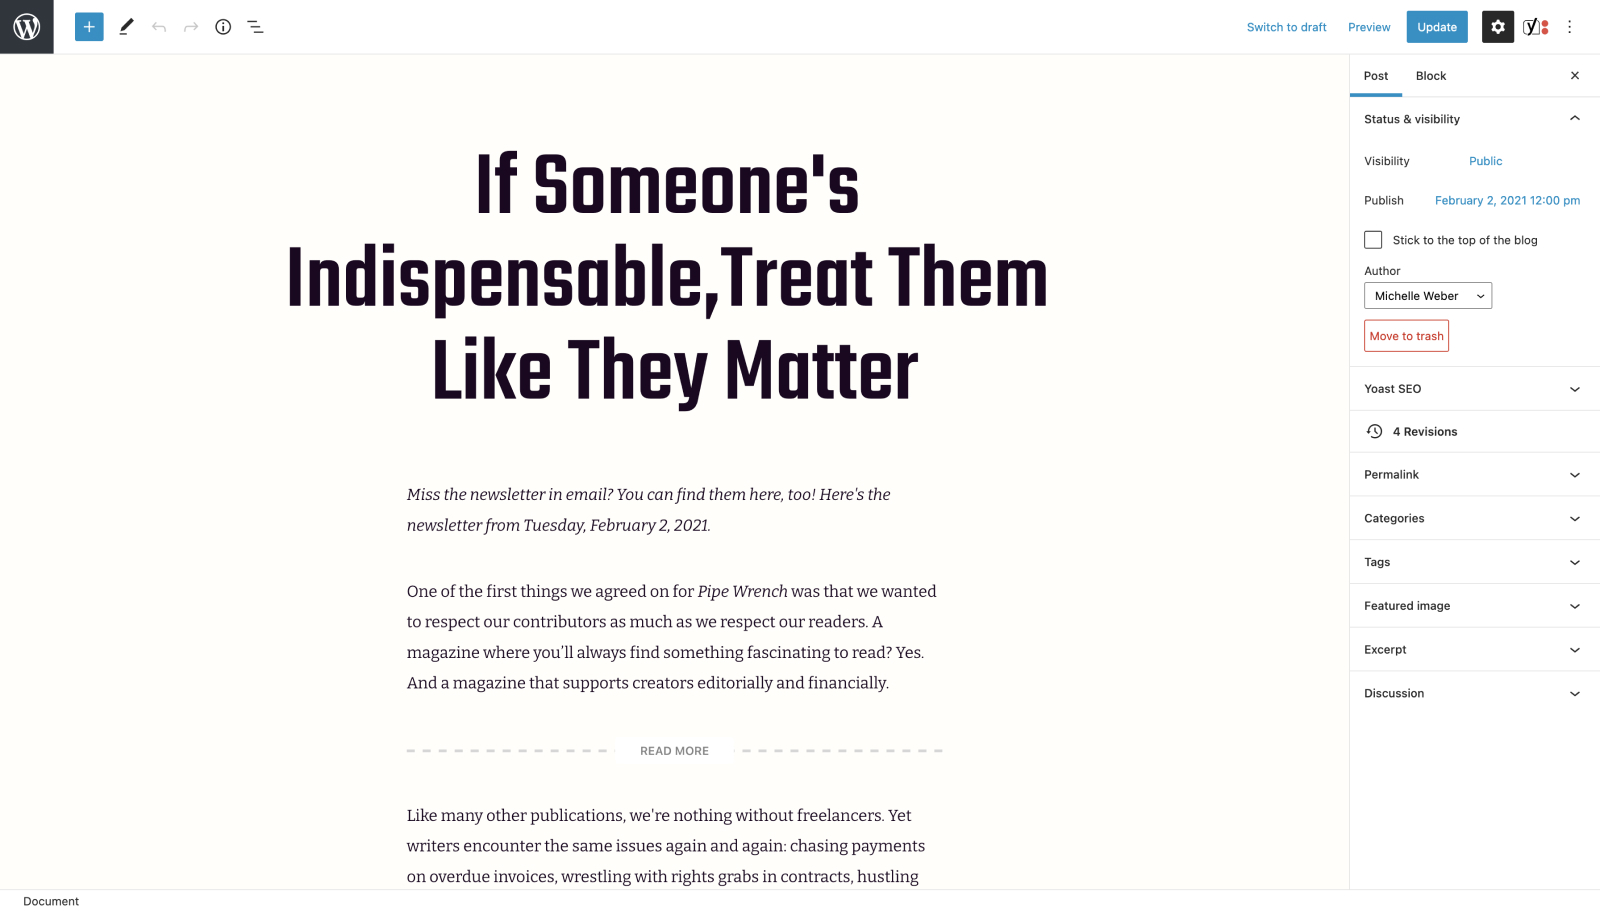 Switch to draft Preview Update
Post Block
If Someone's
Indispensable,Treat Them
Like They Matter
Miss the newsletter in email? You can find them here, too! Here's the
newsletter from Tuesday, February 2, 2021.
One of the first things we agreed on for Pipe Wrench was that we wanted
to respect our contributors as much as we respect our readers. A
magazine where you’ll always find something fascinating to read? Yes.
And a magazine that supports creators editorially and financially.
READ MORE
Like many other publications, we're nothing without freelancers. Yet
writers encounter the same issues again and again: chasing payments
on overdue invoices, wrestling with rights grabs in contracts, hustling
Status & visibility
Visibility Public
Publish February 2, 2021 12:00 pm
Stick to the top of the blog
Author
Michelle Weber
Move to trash
Yoast SEO
4 Revisions
Permalink
Categories
Tags
Featured image
Excerpt
Discussion
Document